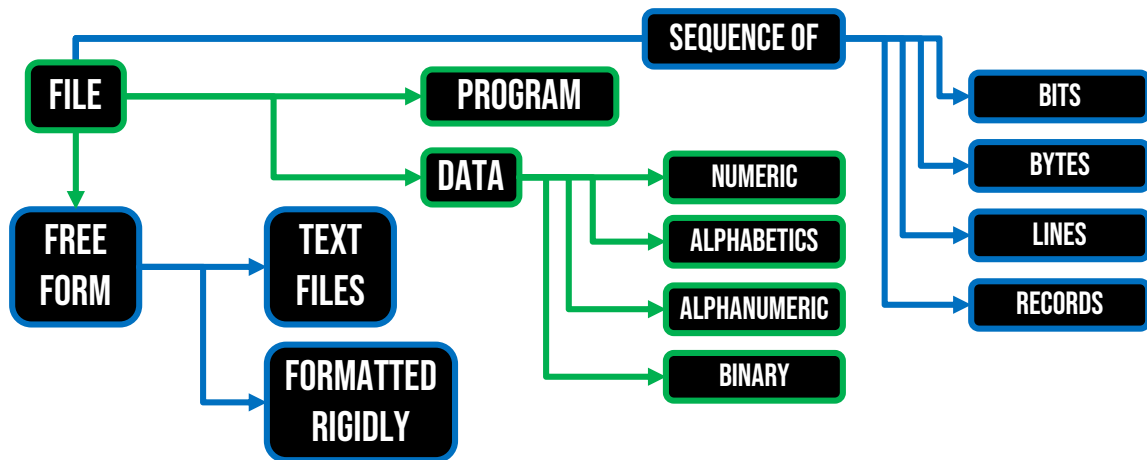 SEQUENCE OF
FILE
PROGRAM
BITS
DATA
NUMERIC
BYTES
FREE
FORM
TEXT
FILES
ALPHABETICS
LINES
ALPHANUMERIC
RECORDS
FORMATTED
RIGIDLY
BINARY